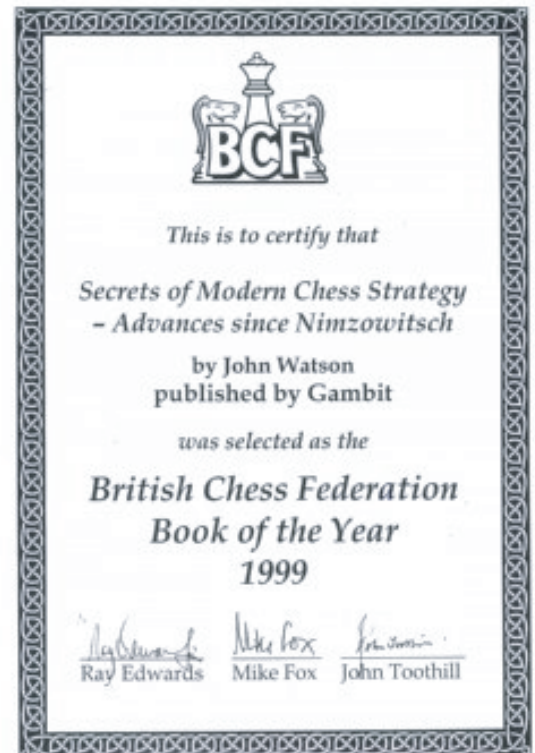 BCF
This is to certify that
Secrets of Modern Chess Strategy
– Advances since Nimzowitsch
by John Watson
published by Gambit
was selected as the
British Chess Federation
Book of the Year
1999
Mike Fox
Ray Edwards Mike Fox John Toothill